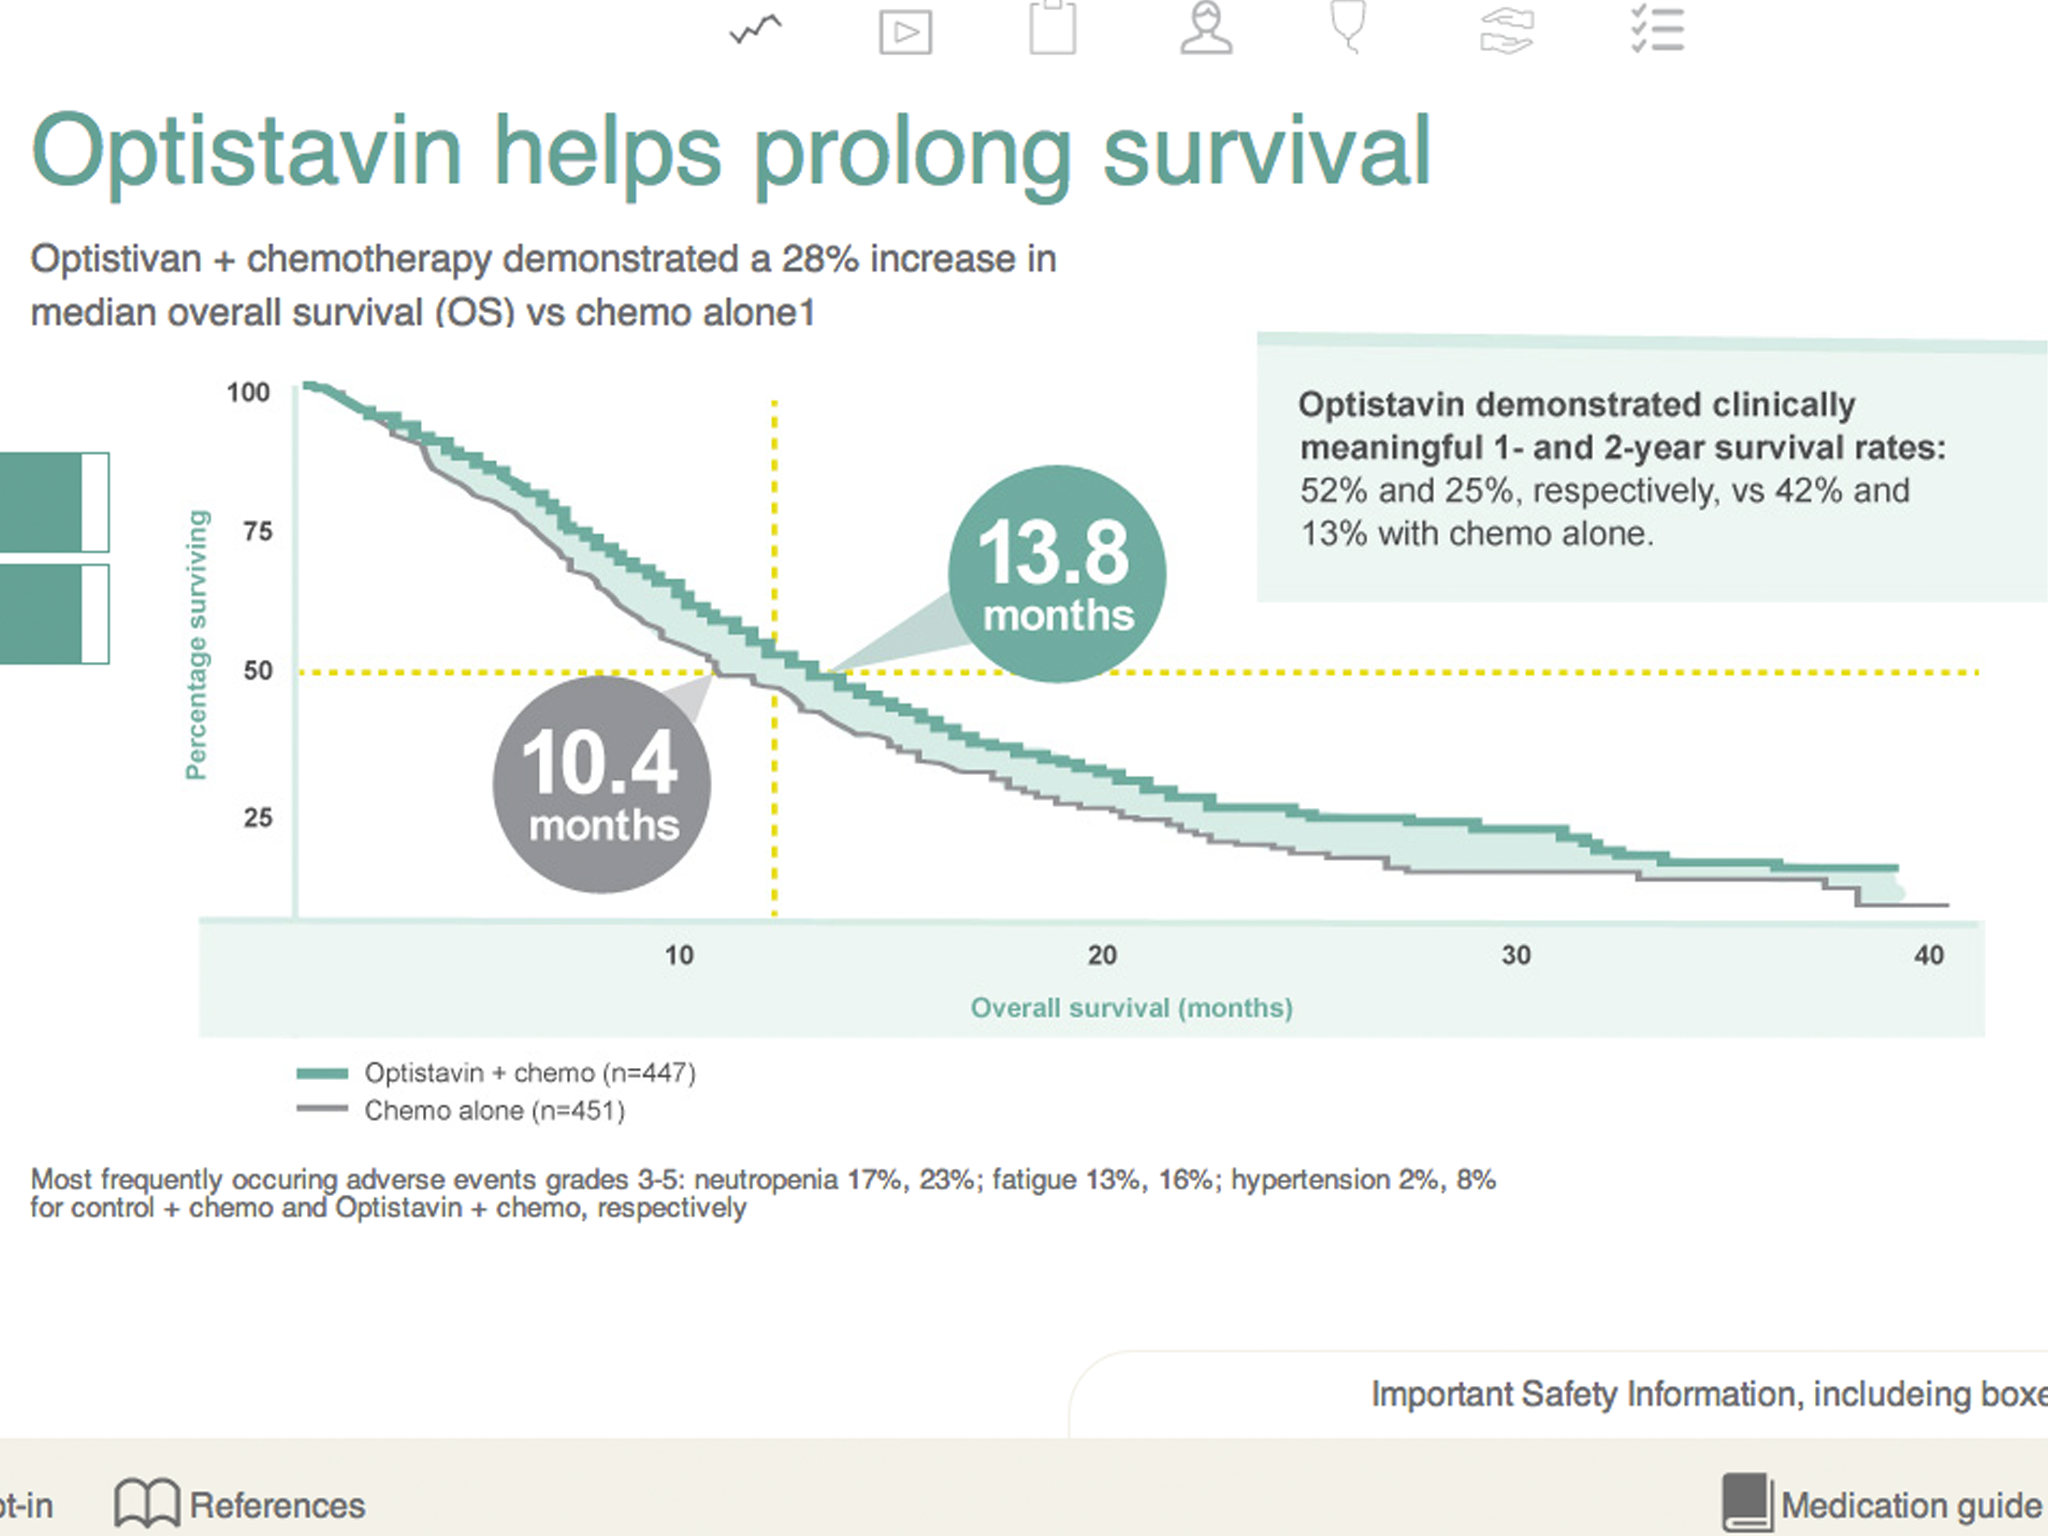 Optistavin helps prolong survival
Optistivan + chemotherapy demonstrated a 28% increase in
median overall survival (OS) vs chemo alone1
Optistavin demonstrated clinically
meaningful 1- and 2-year survival rates:
52% and 25%, respectively, vs 42% and
13% with chemo alone.
100
75
50
25
Percentage surviving
13.8
months
10.4
months
10 20 30 40
Overall survival (months)
Optistavin + chemo (n=447)
Chemo alone (n=451)
Most frequently occuring adverse events grades 3-5: neutropenia 17%, 23%; fatigue 13%, 16%; hypertension 2%, 8%
for control + chemo and Optistavin + chemo, respectively
Important Safety Information, includeing boxe
ot-in References Medication guide